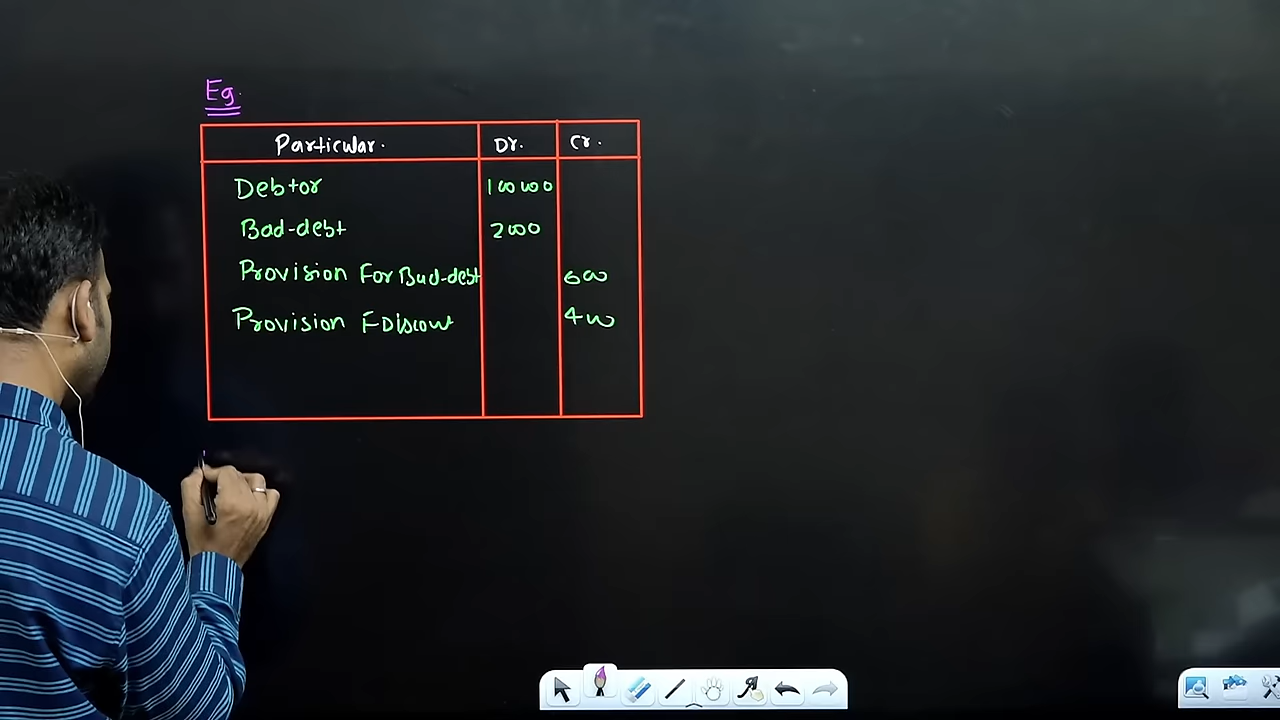 Eg.
Particular. Dr. Cr.
Debtor 100000
Bad-debt 2000
Provision For Bad-debt 600
Provision F Discount 400